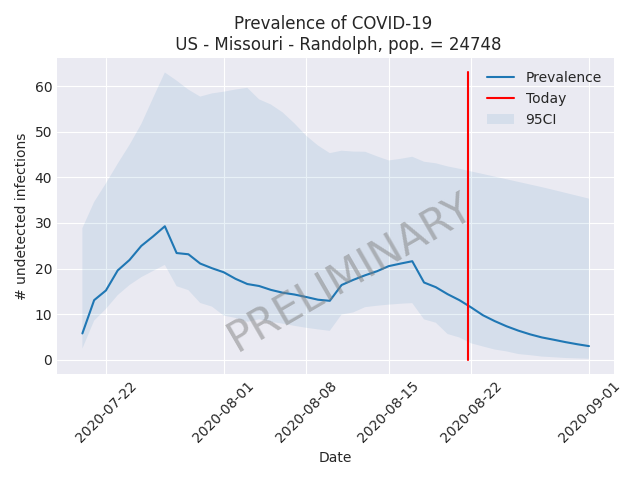 Prevalence of COVID-19
US - Missouri - Randolph, pop. = 24748
# undetected infections
60
50
40
30
20
10
0
Prevalence
Today
95CI
PRELIMINARY
2020-07-22
2020-08-01
2020-08-08
2020-08-15
2020-08-22
2020-09-01
Date